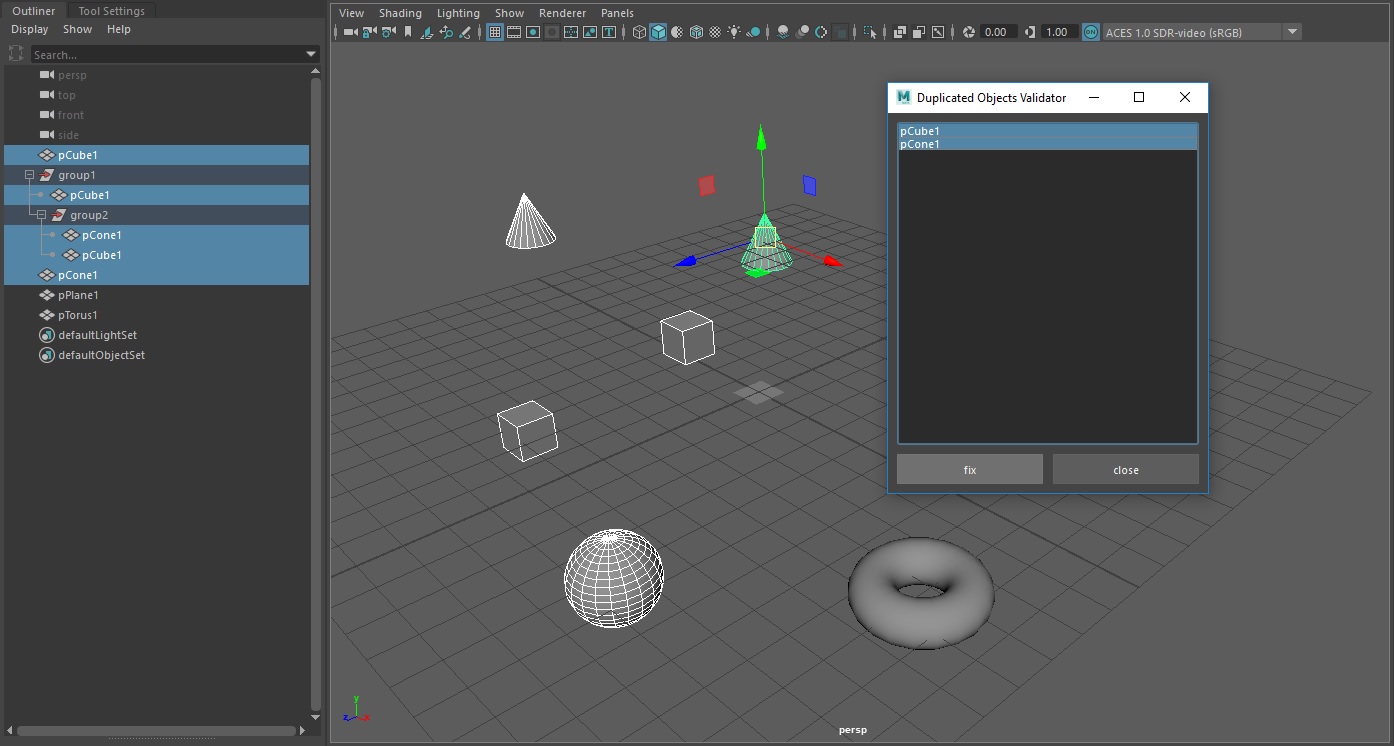 Outliner
Tool Settings
Display Show Help
Search...
persp
top
front
side
pCube1
group1
pCube1
group2
pCone1
pCube1
pCone1
pPlane1
pTorus1
defaultLightSet
defaultObjectSet
View Shading Lighting Show Renderer Panels
0.00
1.00
ON
ACES 1.0 SDR-video (sRGB)
Duplicated Objects Validator
pCube1
pCone1
fix
close
y
z
x
persp